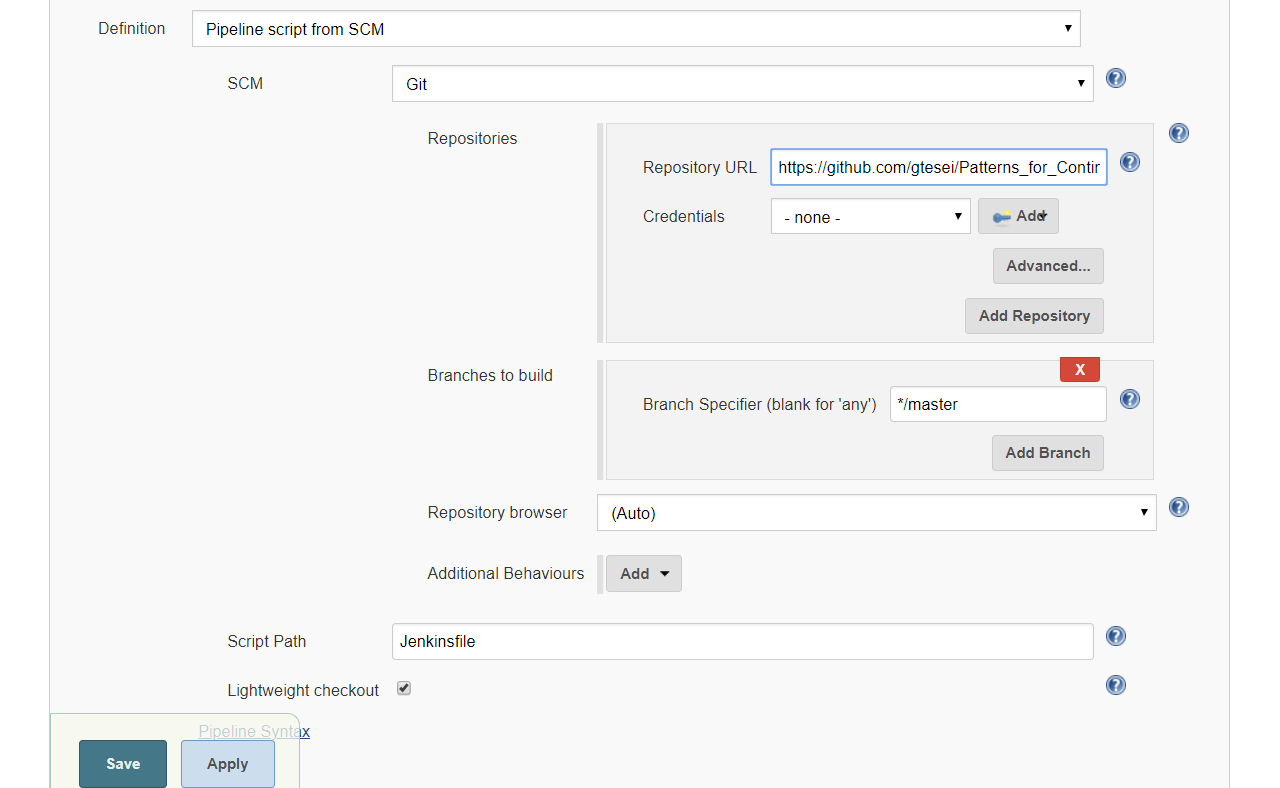 Definition
Pipeline script from SCM
SCM
Git
Repositories
Repository URL
https://github.com/gtesei/Patterns_for_Contin
Credentials
- none -
Add
Advanced...
Add Repository
Branches to build
X
Branch Specifier (blank for 'any')
*/master
Add Branch
Repository browser
(Auto)
Additional Behaviours
Add
Script Path
Jenkinsfile
Lightweight checkout
Pipeline Syntax
Save
Apply